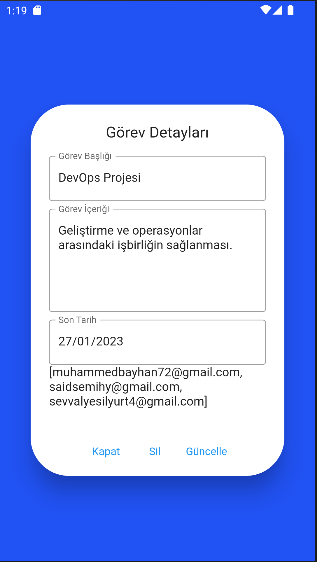 1:19
Görev Detayları
Görev Başlığı
DevOps Projesi
Görev İçeriği
Geliştirme ve operasyonlar
arasındaki işbirliğin sağlanması.
Son Tarih
27/01/2023
[muhammedbayhan72@gmail.com,
saidsemihy@gmail.com,
sevvalyesilyurt4@gmail.com]
Kapat Sil Güncelle